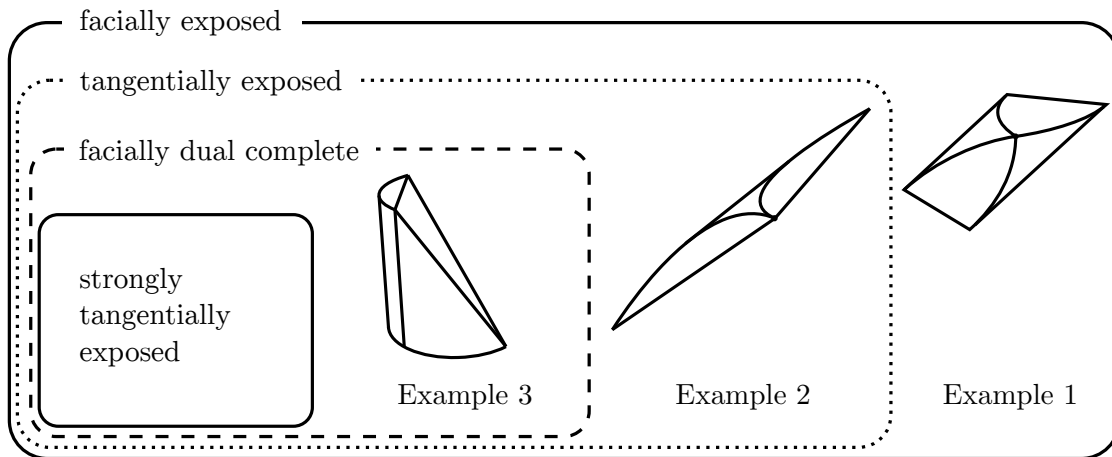 facially exposed
tangentially exposed
facially dual complete
strongly
tangentially
exposed
Example 3
Example 2
Example 1